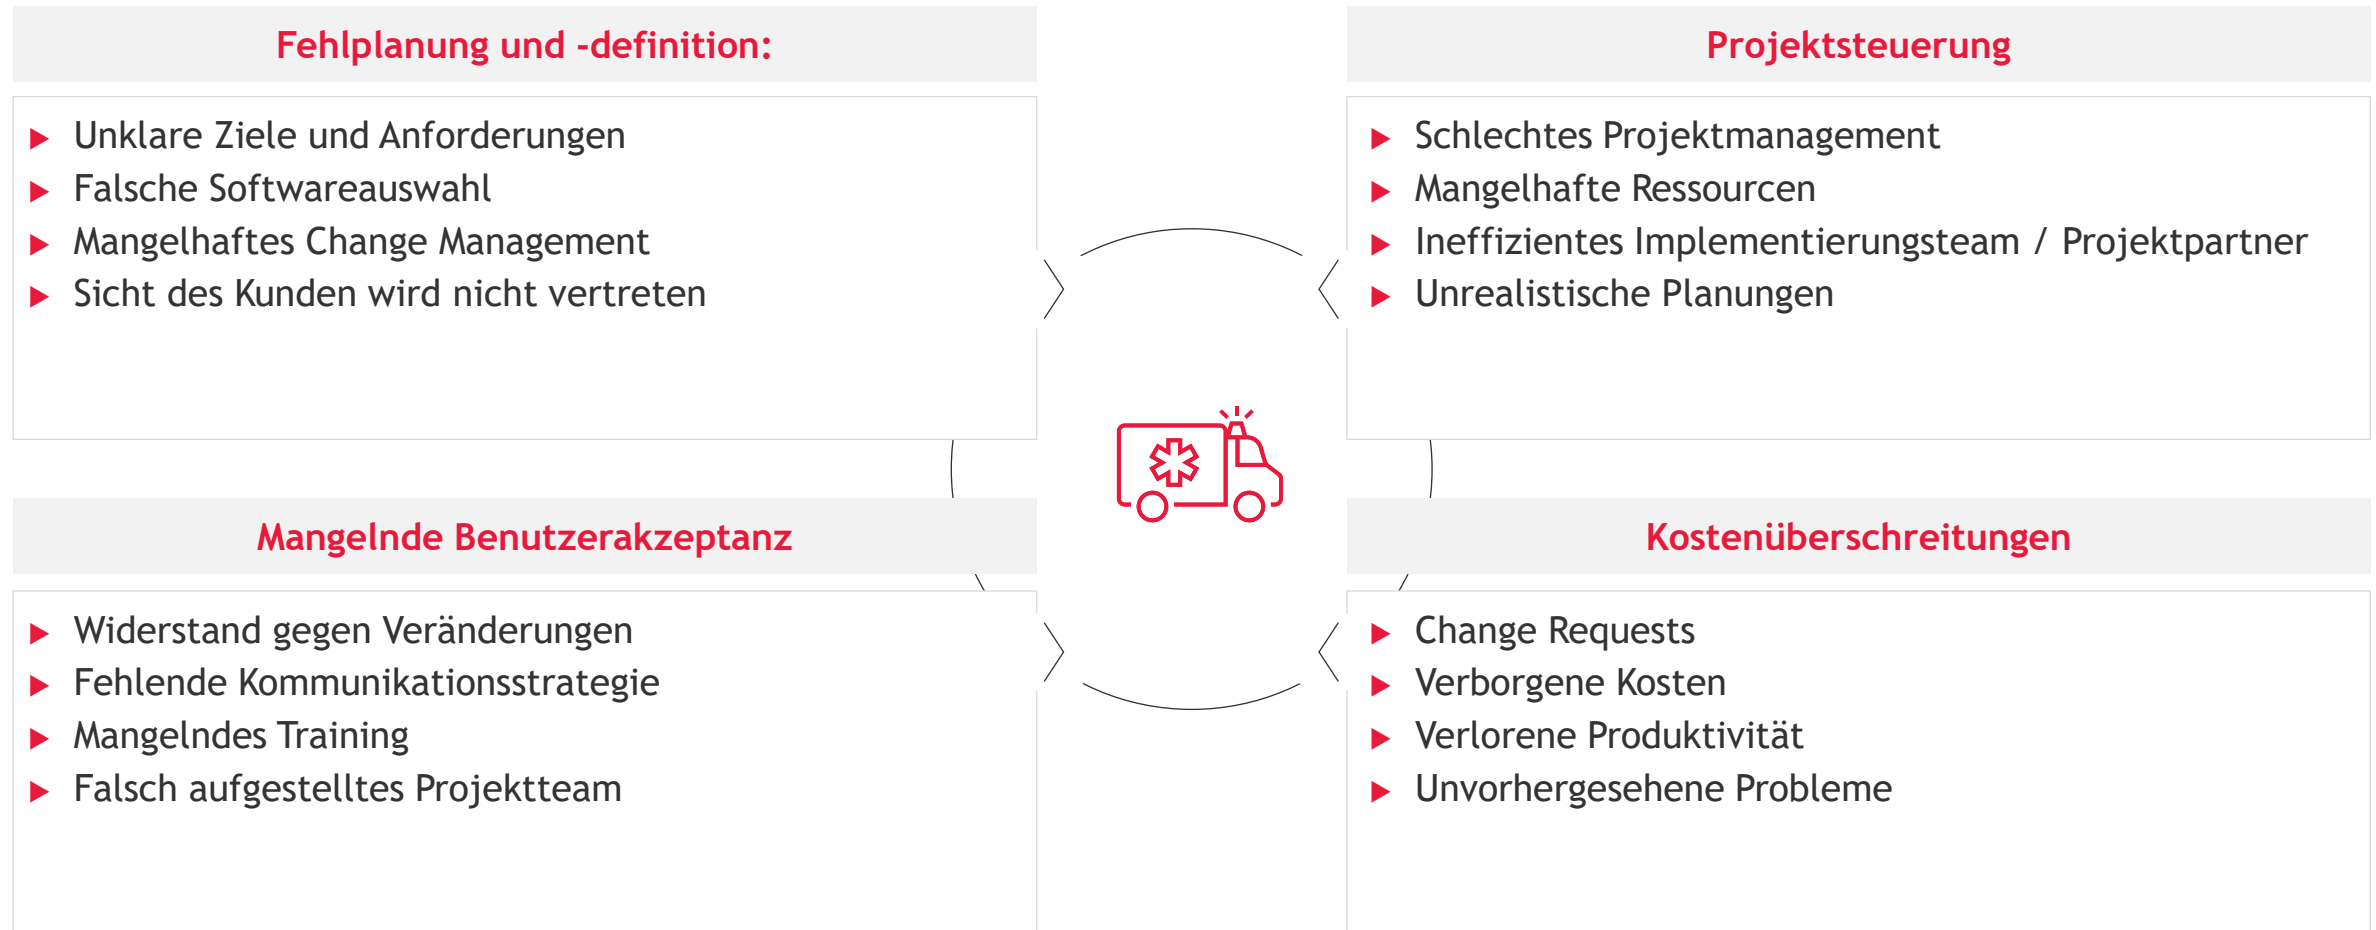 Fehlplanung und -definition:
Unklare Ziele und Anforderungen
Falsche Softwareauswahl
Mangelhaftes Change Management
Sicht des Kunden wird nicht vertreten
Projektsteuerung
Schlechtes Projektmanagement
Mangelhafte Ressourcen
Ineffizientes Implementierungsteam / Projektpartner
Unrealistische Planungen
Mangelnde Benutzerakzeptanz
Widerstand gegen Veränderungen
Fehlende Kommunikationsstrategie
Mangelndes Training
Falsch aufgestelltes Projektteam
Kostenüberschreitungen
Change Requests
Verborgene Kosten
Verlorene Produktivität
Unvorhergesehene Probleme